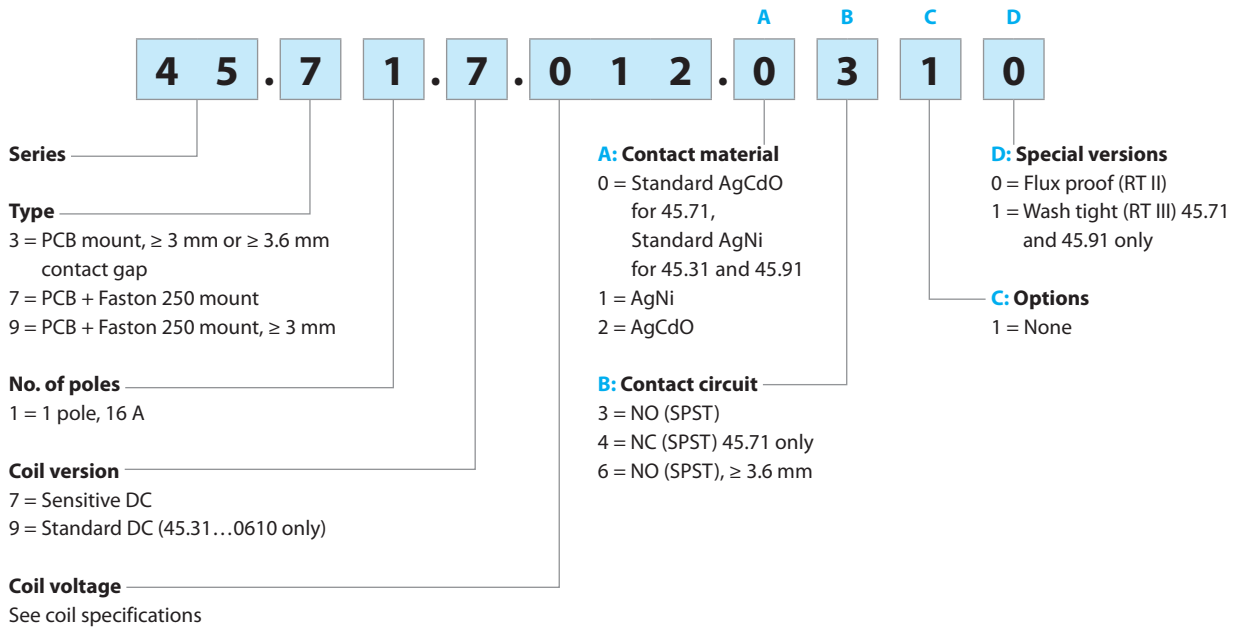 A B C D
4 5 . 7 1 . 7 . 0 1 2 . 0 3 1 0
Series
Type
3 = PCB mount, ≥ 3 mm or ≥ 3.6 mm
contact gap
7 = PCB + Faston 250 mount
9 = PCB + Faston 250 mount, ≥ 3 mm
No. of poles
1 = 1 pole, 16 A
Coil version
7 = Sensitive DC
9 = Standard DC (45.31…0610 only)
Coil voltage
See coil specifications
A: Contact material
0 = Standard AgCdO
for 45.71,
Standard AgNi
for 45.31 and 45.91
1 = AgNi
2 = AgCdO
B: Contact circuit
3 = NO (SPST)
4 = NC (SPST) 45.71 only
6 = NO (SPST), ≥ 3.6 mm
D: Special versions
0 = Flux proof (RT II)
1 = Wash tight (RT III) 45.71
and 45.91 only
C: Options
1 = None